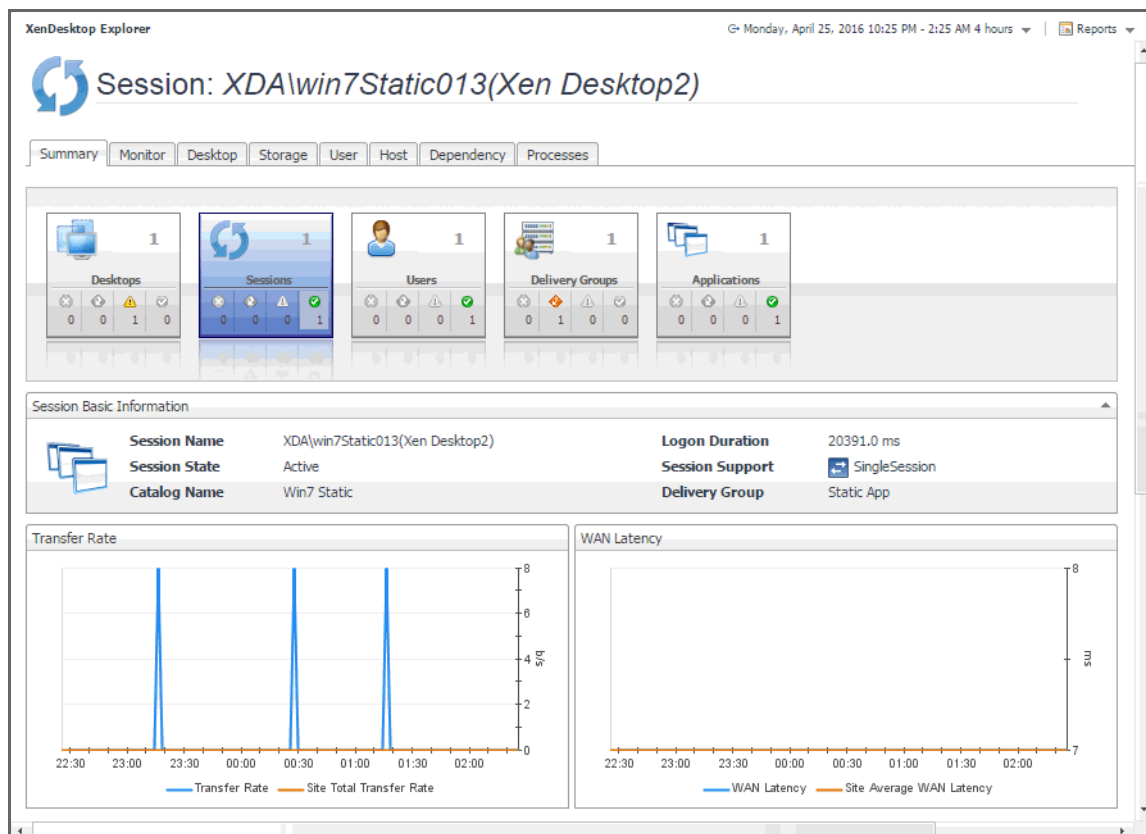 XenDesktop Explorer
Monday, April 25, 2016 10:25 PM - 2:25 AM 4 hours
Reports
Session: XDA\win7Static013(Xen Desktop2)
Summary Monitor Desktop Storage User Host Dependency Processes
1 1 1 1 1
Desktops Sessions Users Delivery Groups Applications
0 0 1 0 0 0 0 1 0 0 0 1 0 1 0 0 0 0 0 1
Session Basic Information
Session Name XDA\win7Static013(Xen Desktop2) Logon Duration 20391.0 ms
Session State Active Session Support SingleSession
Catalog Name Win7 Static Delivery Group Static App
Transfer Rate
8
6
4
2
0
b/s
22:30 23:00 23:30 00:00 00:30 01:00 01:30 02:00
Transfer Rate Site Total Transfer Rate
WAN Latency
8
ms
7
22:30 23:00 23:30 00:00 00:30 01:00 01:30 02:00
WAN Latency Site Average WAN Latency